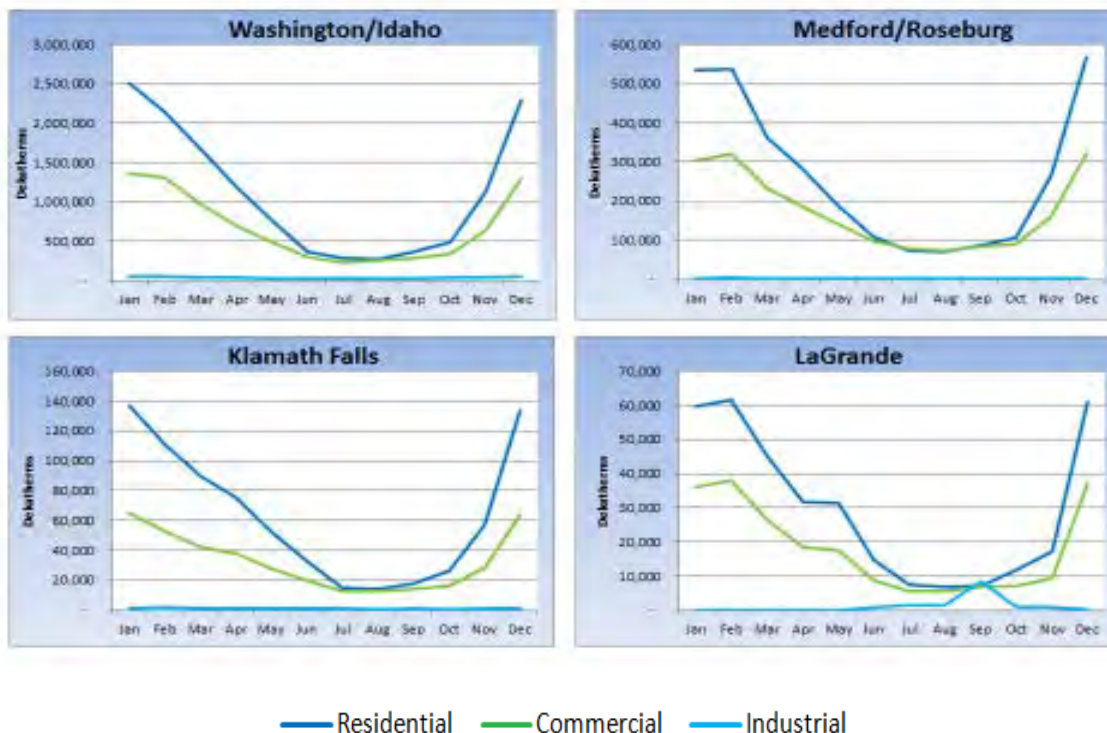 Washington/Idaho
3,000,000
2,500,000
2,000,000
1,500,000
1,000,000
500,000
-
Dekatherms
Jan Feb Mar Apr May Jun Jul Aug Sep Oct Nov Dec
Medford/Roseburg
600,000
500,000
400,000
300,000
200,000
100,000
-
Dekatherms
Jan Feb Mar Apr May Jun Jul Aug Sep Oct Nov Dec
Klamath Falls
160,000
140,000
120,000
100,000
80,000
60,000
40,000
20,000
-
Dekatherms
Jan Feb Mar Apr May Jun Jul Aug Sep Oct Nov Dec
LaGrande
70,000
60,000
50,000
40,000
30,000
20,000
10,000
-
Dekatherms
Jan Feb Mar Apr May Jun Jul Aug Sep Oct Nov Dec
Residential Commercial Industrial